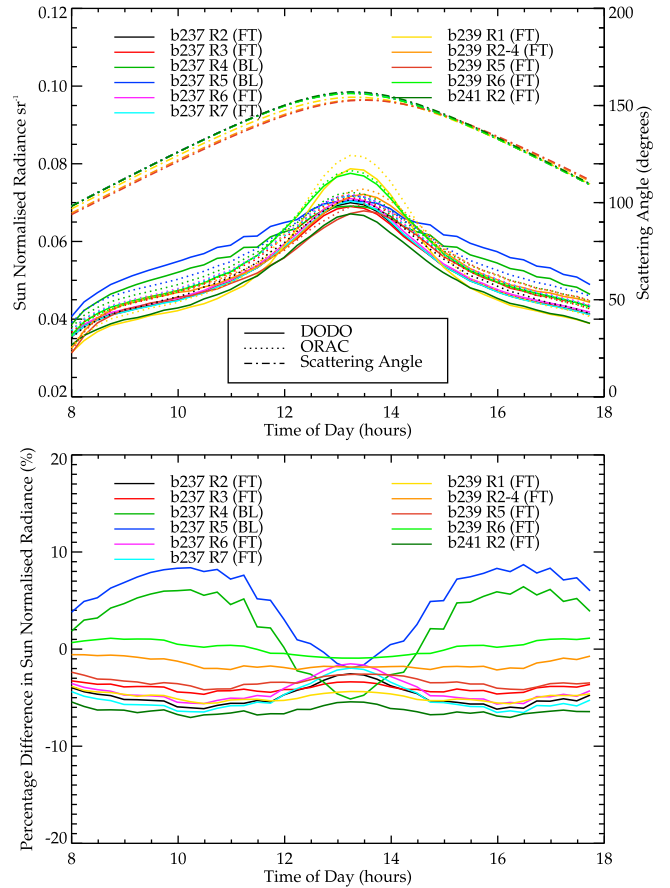 0.12
0.10
0.08
0.06
0.04
0.02
Sun Normalised Radiance sr⁻¹
b237 R2 (FT)
b237 R3 (FT)
b237 R4 (BL)
b237 R5 (BL)
b237 R6 (FT)
b237 R7 (FT)
b239 R1 (FT)
b239 R2-4 (FT)
b239 R5 (FT)
b239 R6 (FT)
b241 R2 (FT)
DODO
ORAC
Scattering Angle
200
150
100
50
0
Scattering Angle (degrees)
8 10 12 14 16 18
Time of Day (hours)
20
10
0
-10
-20
Percentage Difference in Sun Normalised Radiance (%)
b237 R2 (FT)
b237 R3 (FT)
b237 R4 (BL)
b237 R5 (BL)
b237 R6 (FT)
b237 R7 (FT)
b239 R1 (FT)
b239 R2-4 (FT)
b239 R5 (FT)
b239 R6 (FT)
b241 R2 (FT)
8 10 12 14 16 18
Time of Day (hours)